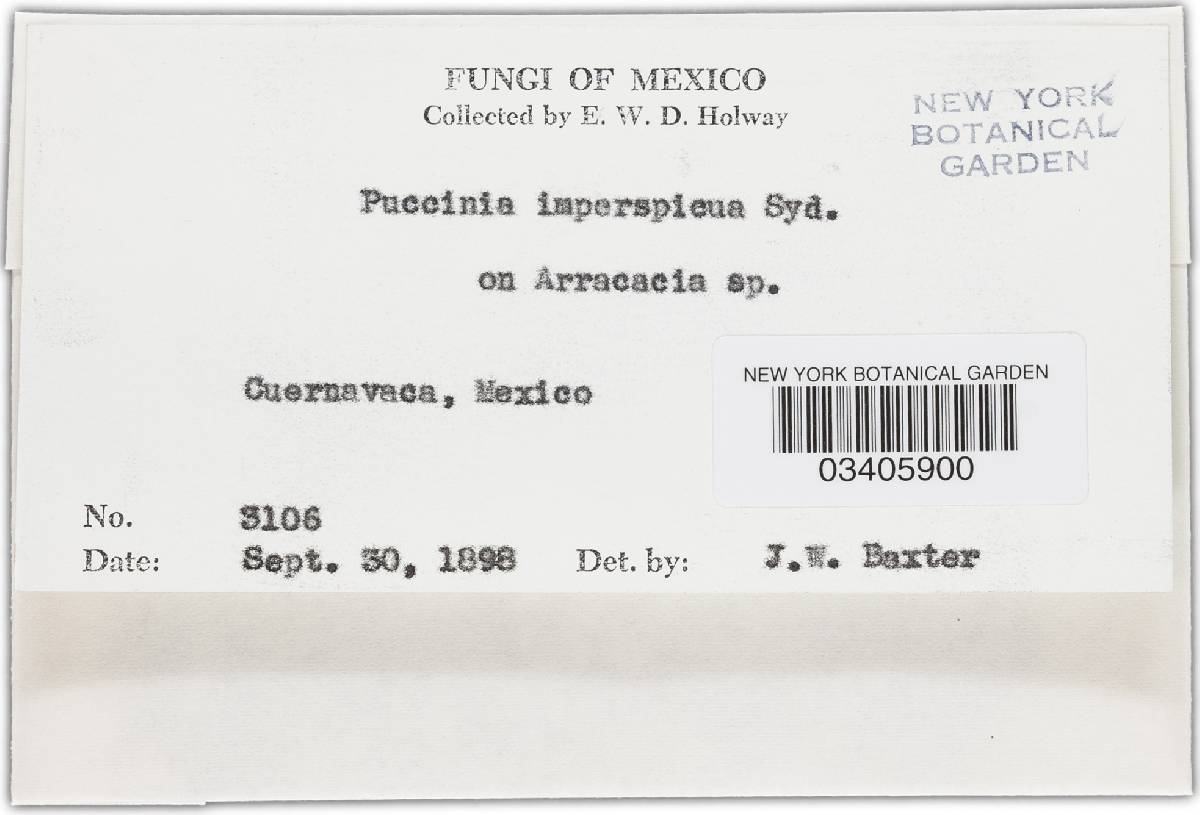 FUNGI OF MEXICO
Collected by E. W. D. Holway
NEW YORK
BOTANICAL
GARDEN
Puccinia imperspicua Syd.
on Arracacia sp.
Cuernavaca, Mexico
NEW YORK BOTANICAL GARDEN
03405900
No. 3106
Date: Sept. 30, 1898 Det. by: J.W. Baxter